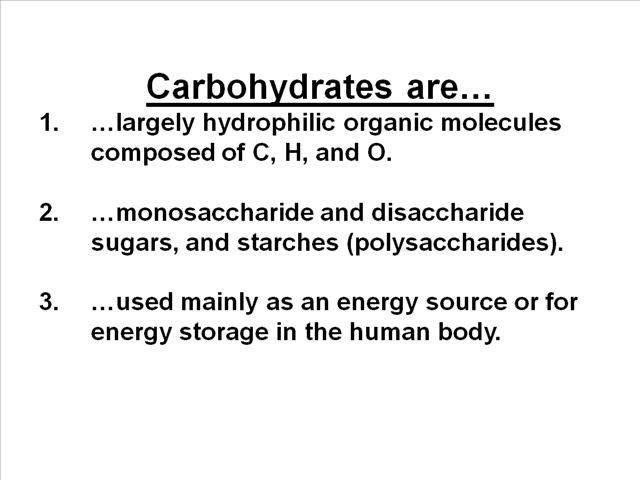 Carbohydrates are…
1. …largely hydrophilic organic molecules
composed of C, H, and O.
2. …monosaccharide and disaccharide
sugars, and starches (polysaccharides).
3. …used mainly as an energy source or for
energy storage in the human body.